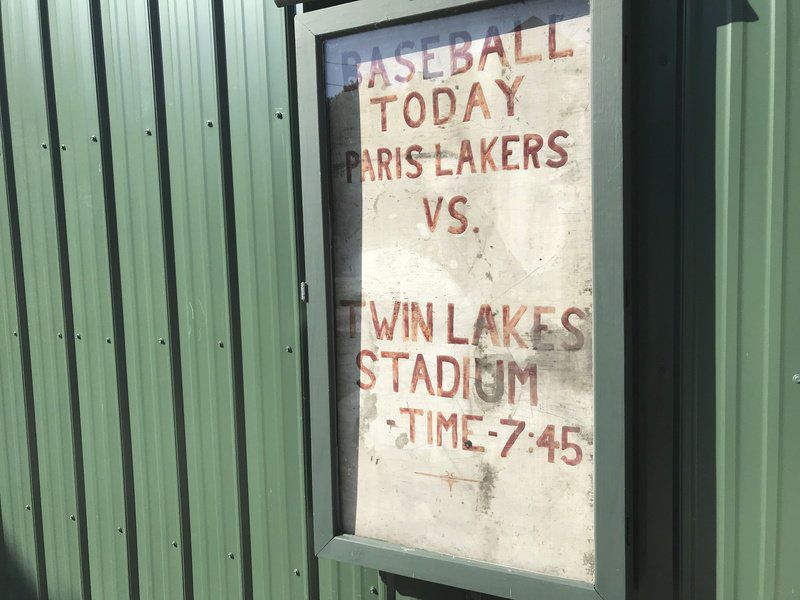 BASEBALL
TODAY
PARIS LAKERS
VS.
TWIN LAKES
STADIUM
-TIME-7:45